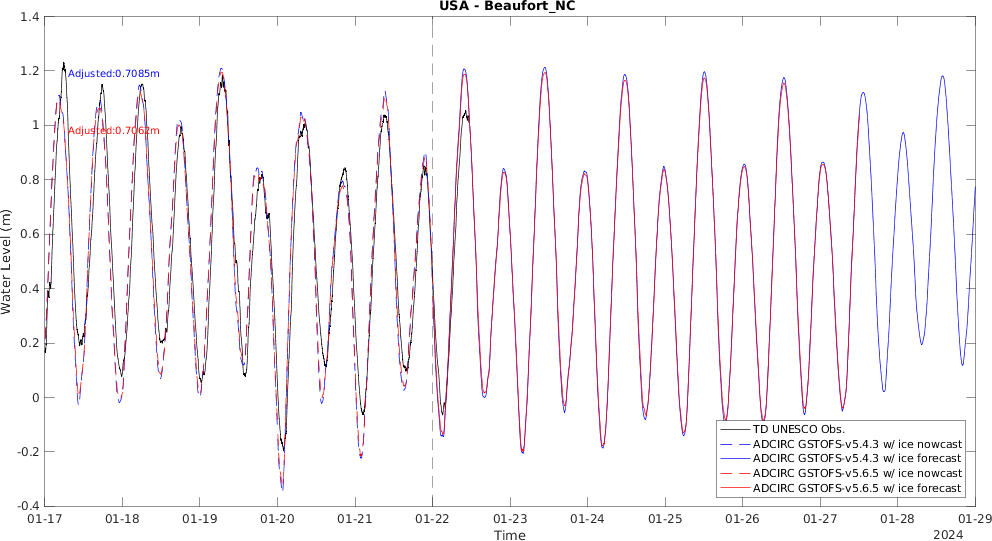 USA - Beaufort_NC
1.4
1.2
1
0.8
0.6
0.4
0.2
0
-0.2
-0.4
Water Level (m)
Adjusted:0.7085m
Adjusted:0.7062m
TD UNESCO Obs.
ADCIRC GSTOFS-v5.4.3 w/ ice nowcast
ADCIRC GSTOFS-v5.4.3 w/ ice forecast
ADCIRC GSTOFS-v5.6.5 w/ ice nowcast
ADCIRC GSTOFS-v5.6.5 w/ ice forecast
01-17 01-18 01-19 01-20 01-21 01-22 01-23 01-24 01-25 01-26 01-27 01-28 01-29
Time
2024